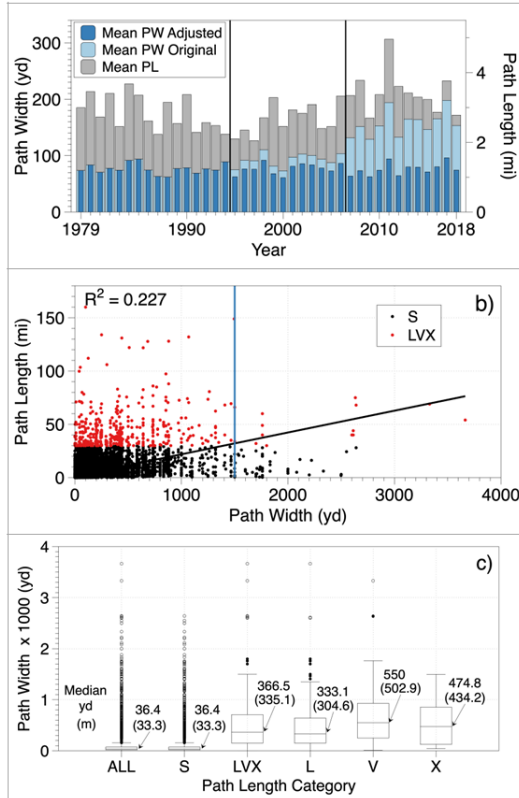 Mean PW Adjusted
Mean PW Original
Mean PL
300
200
100
0
Path Width (yd)
4
2
0
Path Length (mi)
1979
1990
2000
2010
2018
Year
R² = 0.227
b)
S
LVX
150
100
50
0
Path Length (mi)
0
1000
2000
3000
4000
Path Width (yd)
c)
4
3
2
1
0
Path Width x 1000 (yd)
Median
yd
(m)
36.4
(33.3)
36.4
(33.3)
366.5
(335.1)
333.1
(304.6)
550
(502.9)
474.8
(434.2)
ALL
S
LVX
L
V
X
Path Length Category